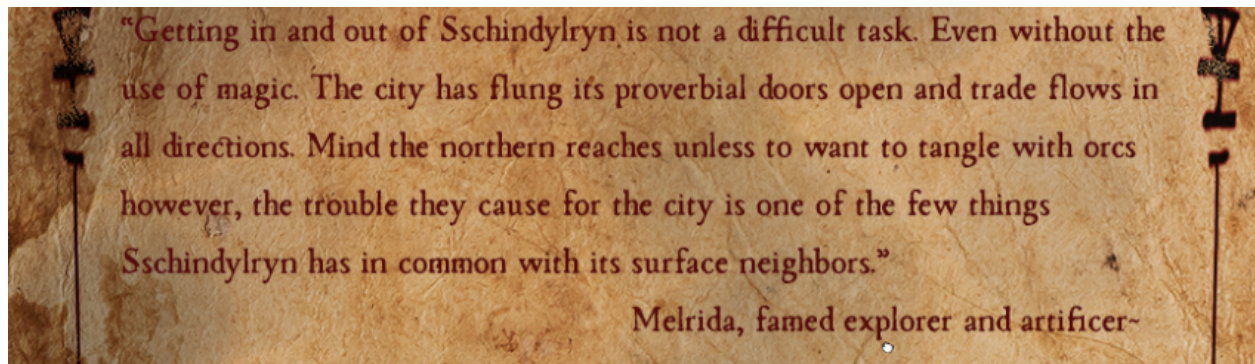 “Getting in and out of Sschindylryn is not a difficult task. Even without the
use of magic. The city has flung its proverbial doors open and trade flows in
all directions. Mind the northern reaches unless to want to tangle with orcs
however, the trouble they cause for the city is one of the few things
Sschindylryn has in common with its surface neighbors.”
Melrida, famed explorer and artificer~